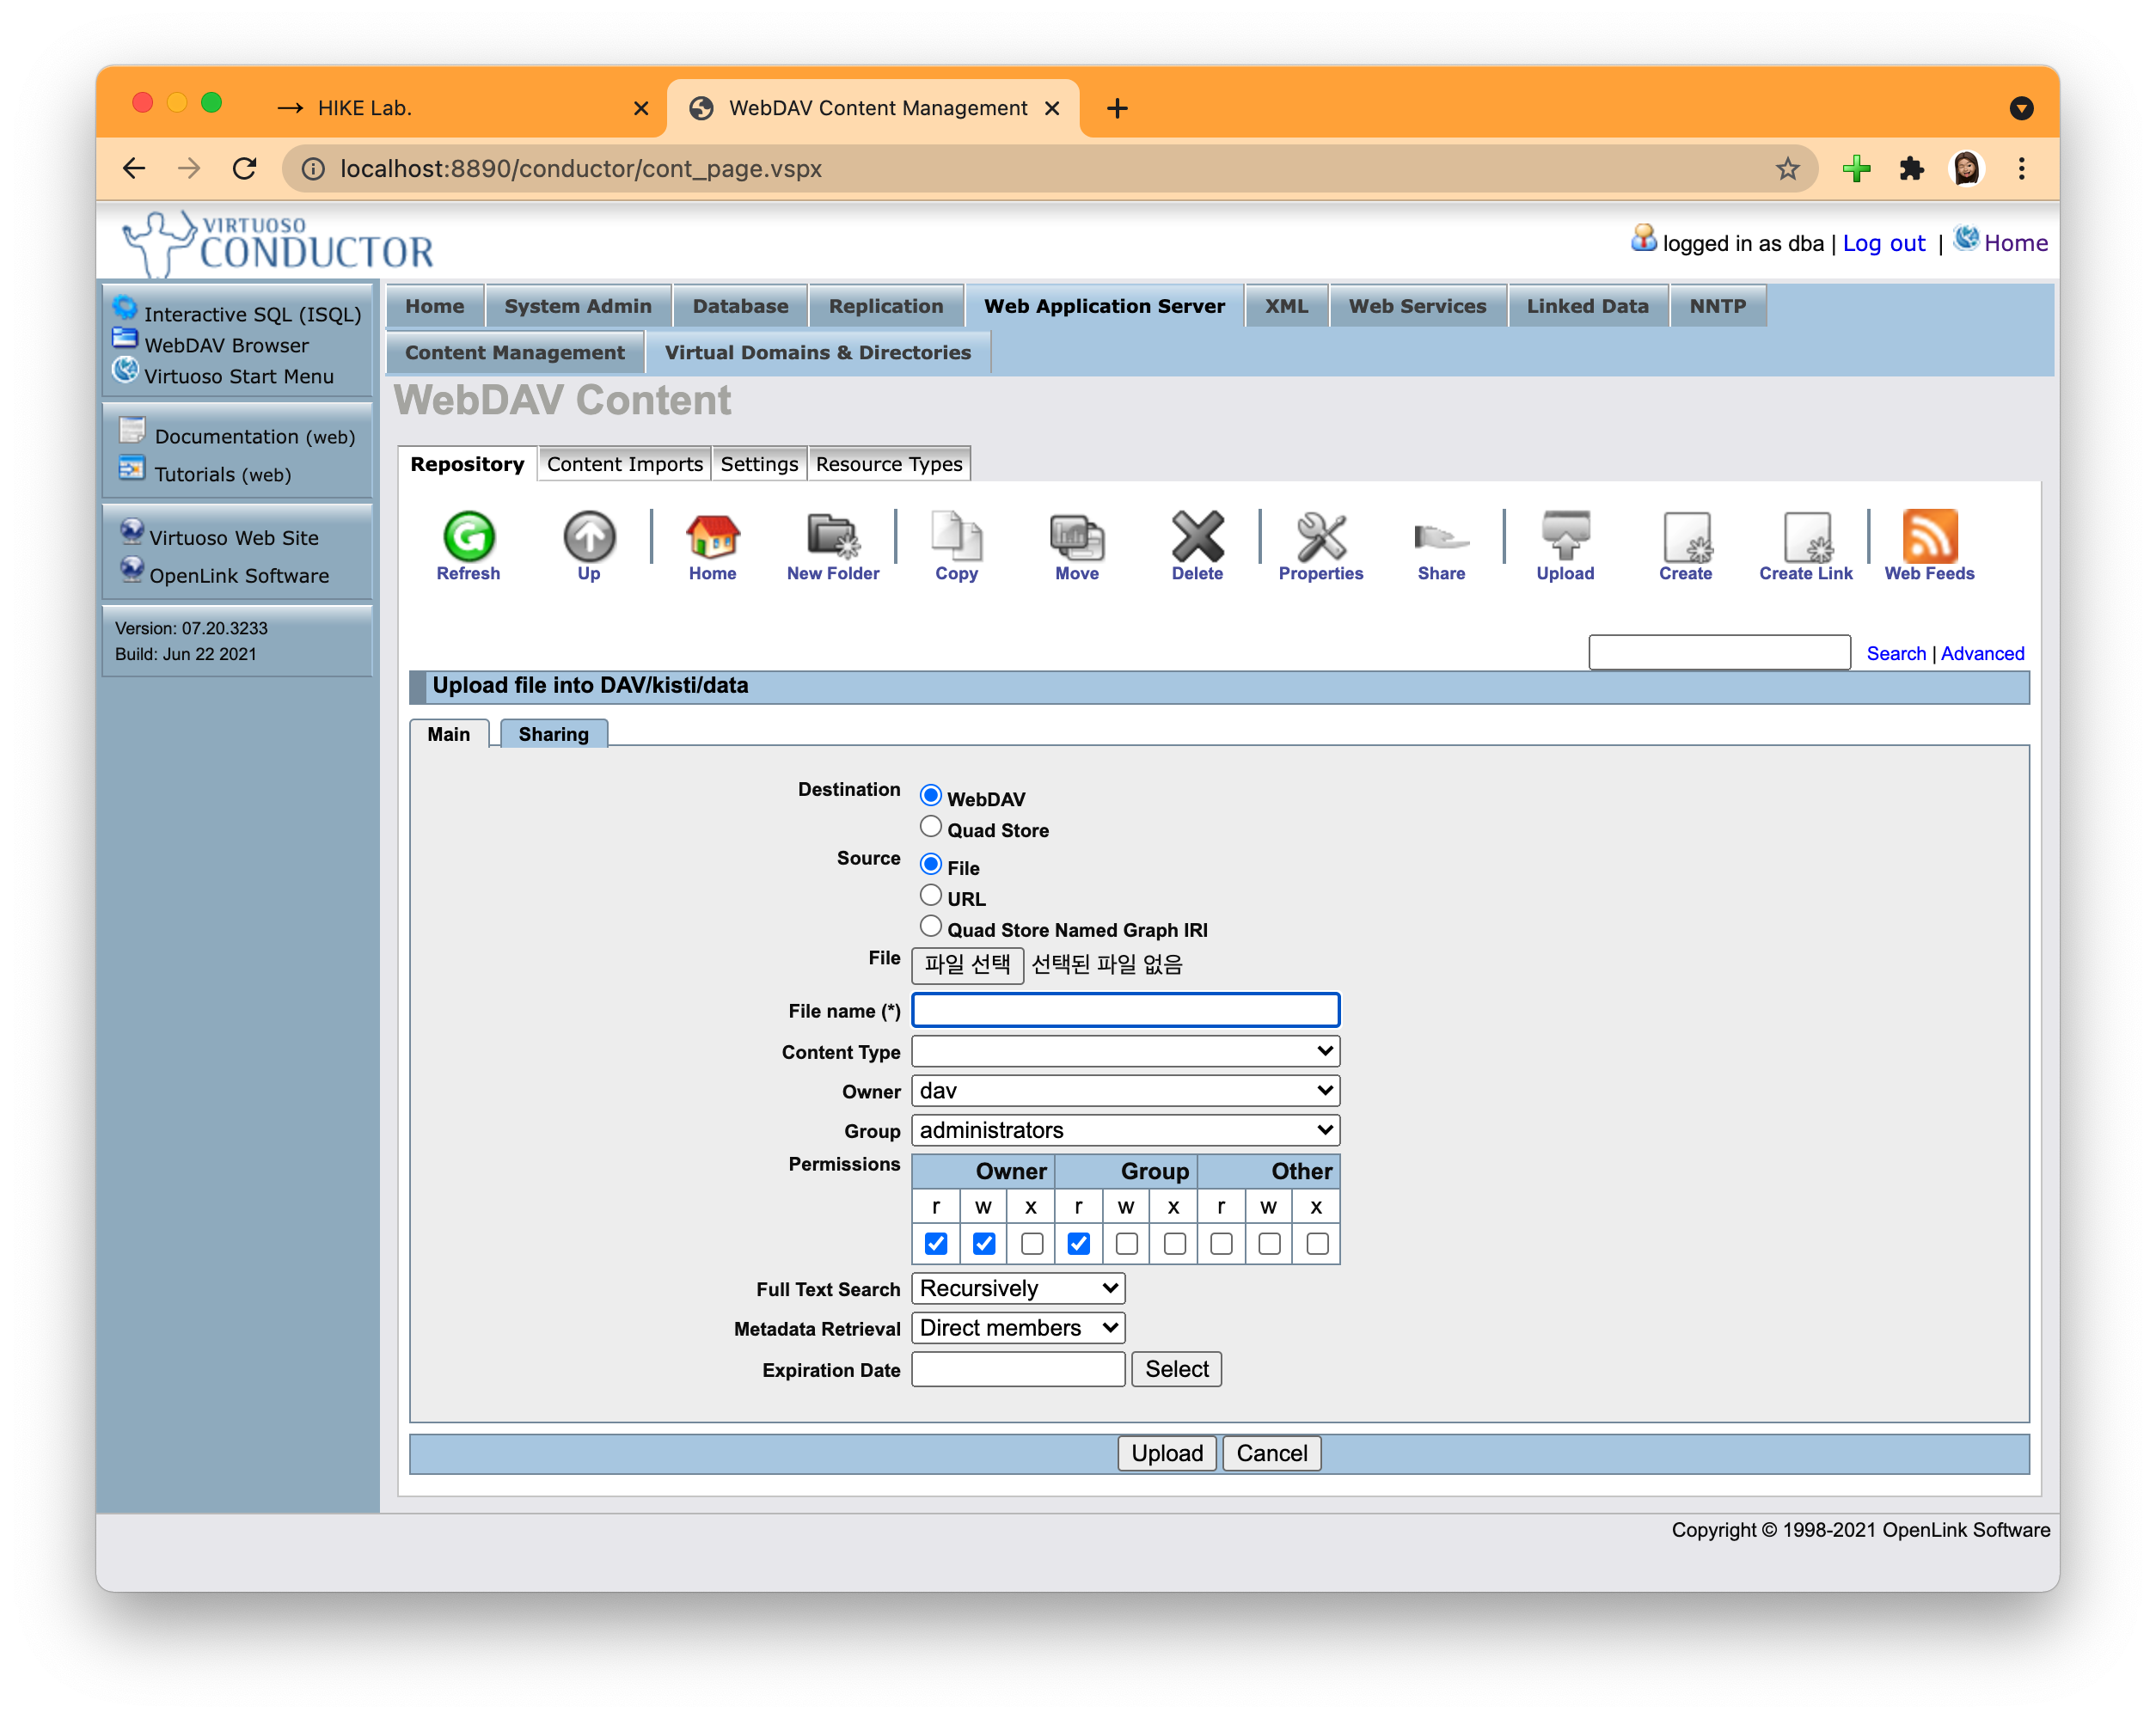 HIKE Lab.
WebDAV Content Management
localhost:8890/conductor/cont_page.vspx
VIRTUOSO
CONDUCTOR
logged in as dba | Log out | Home
Interactive SQL (ISQL)
WebDAV Browser
Virtuoso Start Menu
Documentation (web)
Tutorials (web)
Virtuoso Web Site
OpenLink Software
Version: 07.20.3233
Build: Jun 22 2021
Home System Admin Database Replication Web Application Server XML Web Services Linked Data NNTP
Content Management Virtual Domains & Directories
WebDAV Content
Repository Content Imports Settings Resource Types
Refresh Up Home New Folder Copy Move Delete Properties Share Upload Create Create Link Web Feeds
Search | Advanced
Upload file into DAV/kisti/data
Main Sharing
Destination WebDAV
Quad Store
Source File
URL
Quad Store Named Graph IRI
File 파일 선택 선택된 파일 없음
File name (*)
Content Type
Owner dav
Group administrators
Permissions Owner Group Other
r w x r w x r w x
Full Text Search Recursively
Metadata Retrieval Direct members
Expiration Date Select
Upload Cancel
Copyright © 1998-2021 OpenLink Software